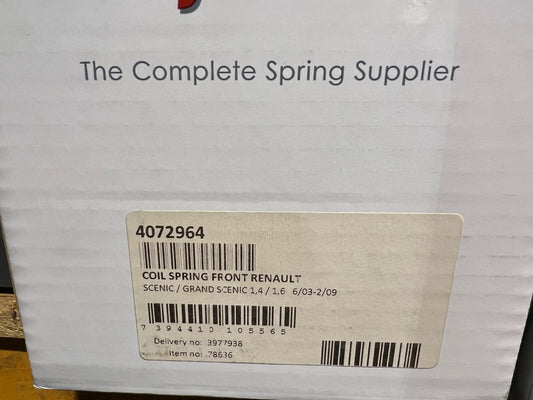 The Complete Spring Supplier
4072964
COIL SPRING FRONT RENAULT
SCENIC / GRAND SCENIC 1,4 / 1,6 6/03-2/09
7 394410 105565
Delivery no: 3977938
Item no: 78636